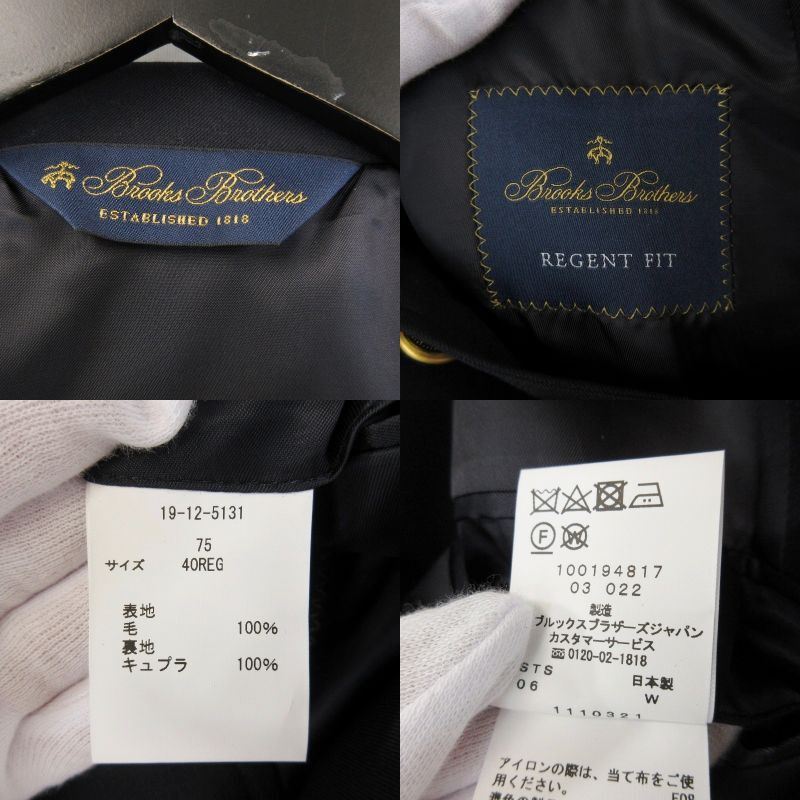 Brooks Brothers
ESTABLISHED 1818
Brooks Brothers
ESTABLISHED 1818
REGENT FIT
19-12-5131
75
サイズ 40REG
表地
毛 100%
裏地
キュプラ 100%
F W
100194817
03 022
製造
ブルックスブラザーズジャパン
カスタマーサービス
0120-02-1818
STS 日本製
06 W
1110321
アイロンの際は、当て布をご使
用ください。